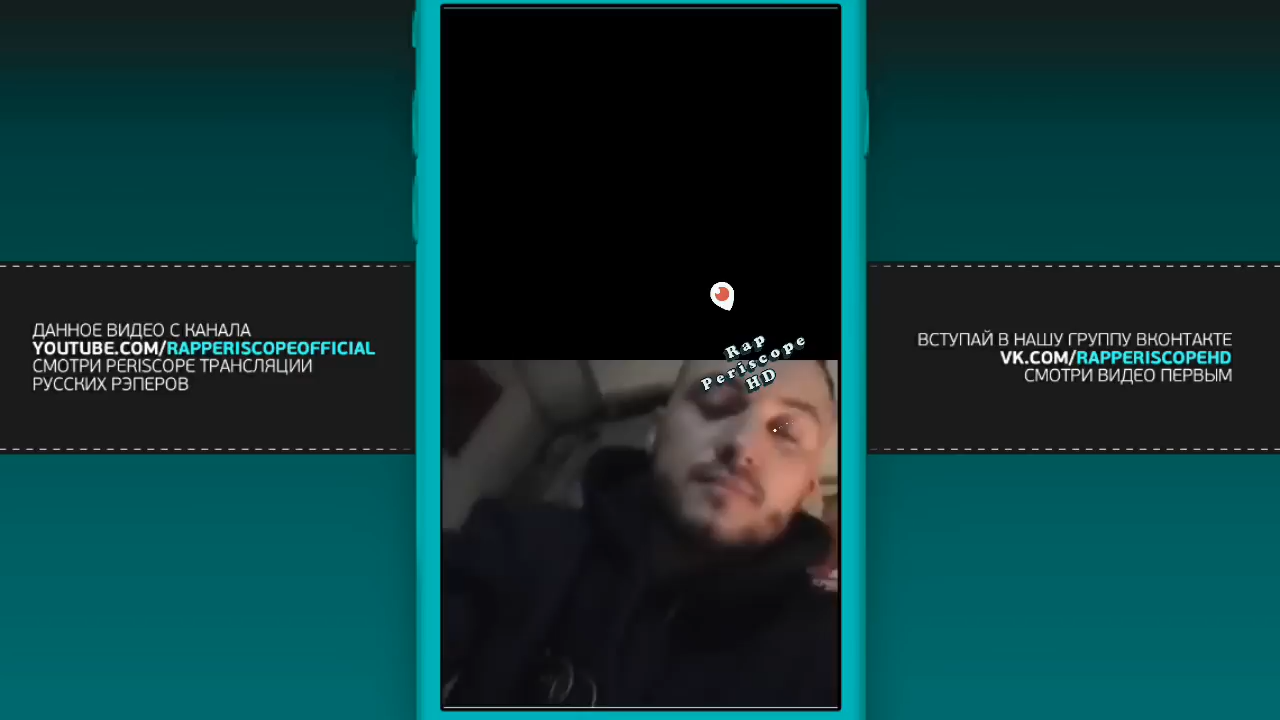 ДАННОЕ ВИДЕО С КАНАЛА
YOUTUBE.COM/RAPPERISCOPEOFFICIAL
СМОТРИ PERISCOPE ТРАНСЛЯЦИИ
РУССКИХ РЭПЕРОВ
Rap
Periscope
HD
ВСТУПАЙ В НАШУ ГРУППУ ВКОНТАКТЕ
VK.COM/RAPPERISCOPEHD
СМОТРИ ВИДЕО ПЕРВЫМ